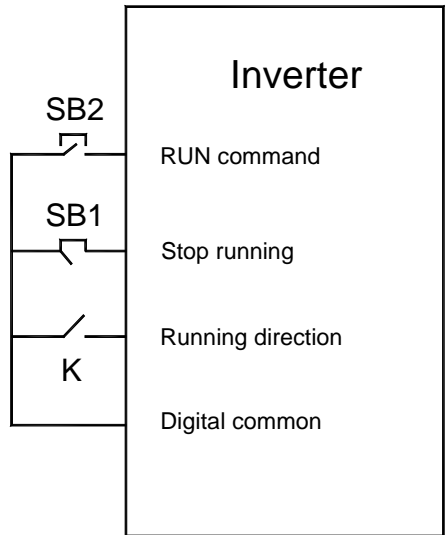 Inverter
SB2
RUN command
SB1
Stop running
Running direction
K
Digital common